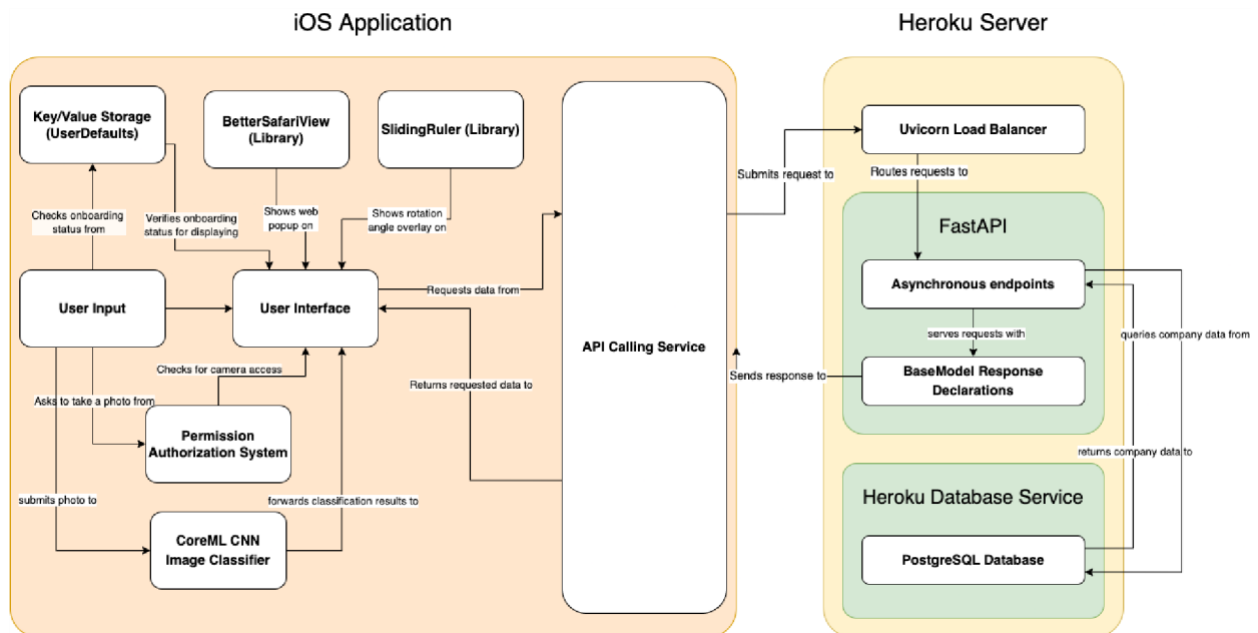 iOS Application
Heroku Server
Key/Value Storage
(UserDefaults)
BetterSafariView
(Library)
SlidingRuler (Library)
Uvicorn Load Balancer
Submits request to
Routes requests to
Checks onboarding
status from
Verifies onboarding
status for displaying
Shows web
popup on
Shows rotation
angle overlay on
FastAPI
User Input
User Interface
Requests data from
Asynchronous endpoints
serves requests with
queries company data from
API Calling Service
Checks for camera access
Returns requested data to
Sends response to
BaseModel Response
Declarations
Asks to take a photo from
Permission
Authorization System
returns company data to
submits photo to
forwards classification results to
Heroku Database Service
CoreML CNN
Image Classifier
PostgreSQL Database